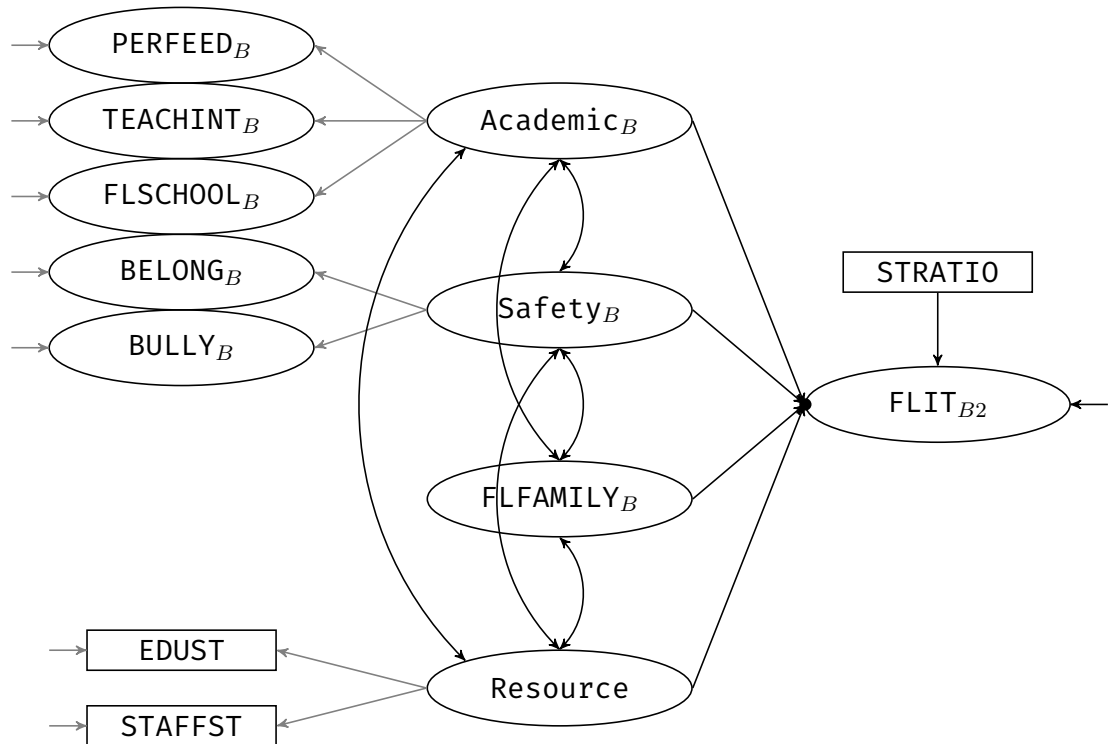 PERFEED_B
TEACHINT_B
FLSCHOOL_B
BELONG_B
BULLY_B
EDUST
STAFFST
Academic_B
Safety_B
FLFAMILY_B
Resource
STRATIO
FLIT_B2